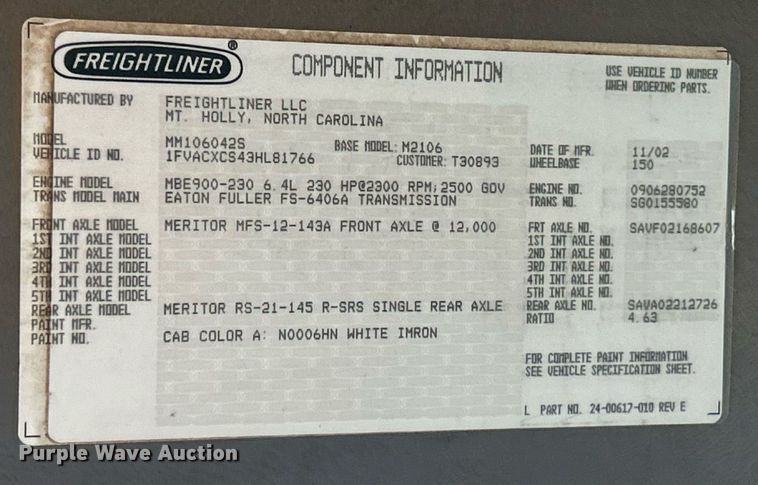 FREIGHTLINER ®
COMPONENT INFORMATION
USE VEHICLE ID NUMBER
WHEN ORDERING PARTS.
MANUFACTURED BY FREIGHTLINER LLC
MT. HOLLY, NORTH CAROLINA
MODEL MM106042S BASE MODEL: M2106 DATE OF MFR. 11/02
VEHICLE ID NO. 1FVACXCS43HL81766 CUSTOMER: T30893 WHEELBASE 150
ENGINE MODEL MBE900-230 6.4L 230 HP@2300 RPM; 2500 GOV ENGINE NO. 0906280752
TRANS MODEL MAIN EATON FULLER FS-6406A TRANSMISSION TRANS NO. SG0155580
FRONT AXLE MODEL MERITOR MFS-12-143A FRONT AXLE @ 12,000 FRT AXLE NO. SAVF02168607
1ST INT AXLE MODEL 1ST INT AXLE NO.
2ND INT AXLE MODEL 2ND INT AXLE NO.
3RD INT AXLE MODEL 3RD INT AXLE NO.
4TH INT AXLE MODEL 4TH INT AXLE NO.
5TH INT AXLE MODEL 5TH INT AXLE NO.
REAR AXLE MODEL MERITOR RS-21-145 R-SRS SINGLE REAR AXLE REAR AXLE NO. SAVA02212726
PAINT MFR. RATIO 4.63
PAINT NO. CAB COLOR A: N0006HN WHITE IMRON
FOR COMPLETE PAINT INFORMATION
SEE VEHICLE SPECIFICATION SHEET.
PART NO. 24-00617-010 REV E
Purple Wave Auction